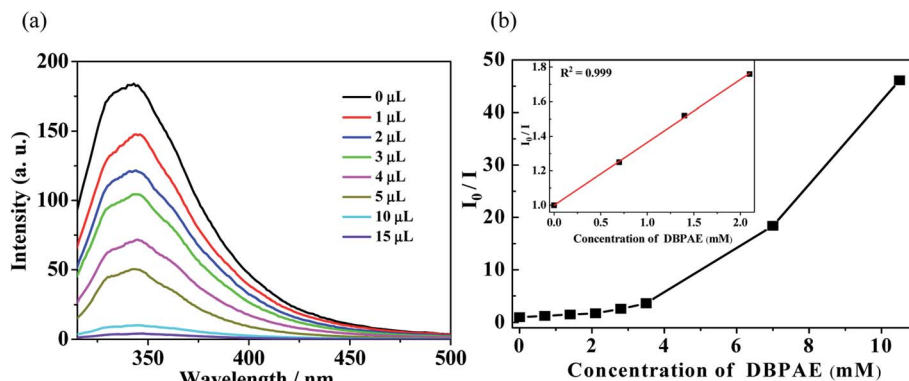 (a)
(b)
200
150
100
50
0
Intensity (a. u.)
0 µL
1 µL
2 µL
3 µL
4 µL
5 µL
10 µL
15 µL
350
400
450
500
Wavelength / nm
50
40
30
20
10
0
I₀ / I
R² = 0.999
1.8
1.6
1.4
1.2
1.0
I₀ / I
0.0
0.5
1.0
1.5
2.0
Concentration of DBPAE (mM)
0
2
4
6
8
10
Concentration of DBPAE (mM)